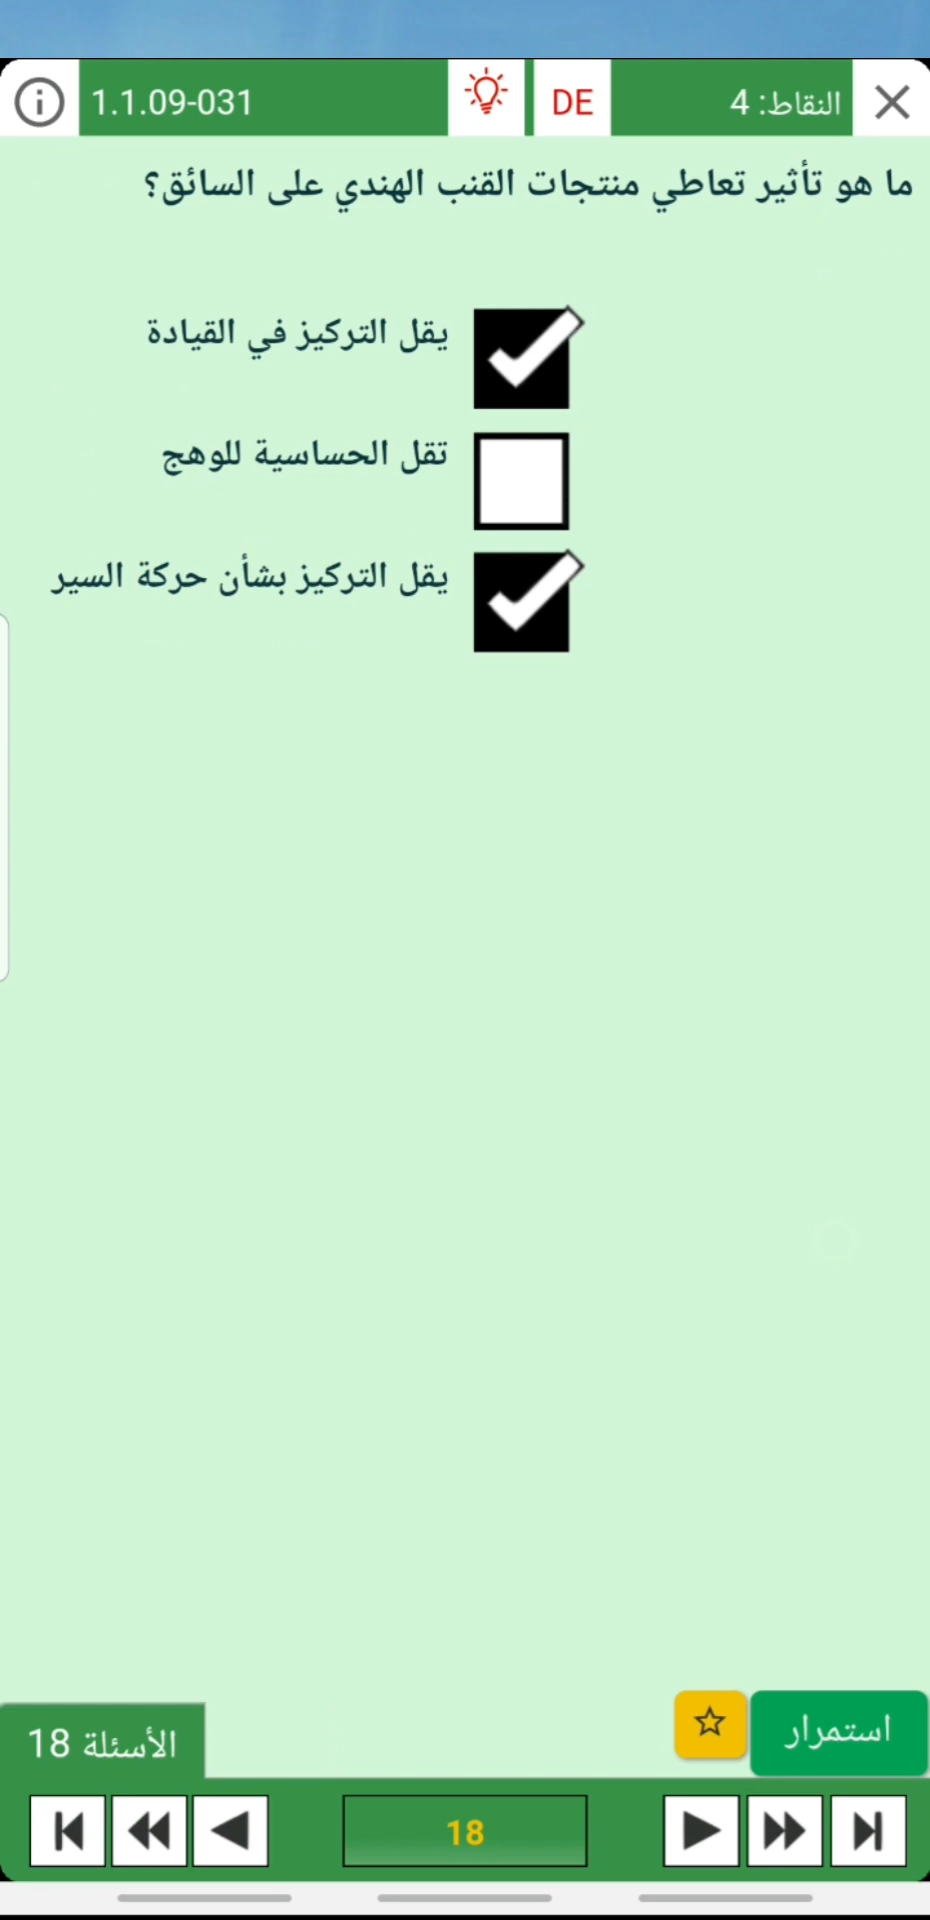 1.1.09-031
DE
النقاط: 4
ما هو تأثير تعاطي منتجات القنب الهندي على السائق؟
يقل التركيز في القيادة
تقل الحساسية للوهج
يقل التركيز بشأن حركة السير
استمرار
الأسئلة 18
18